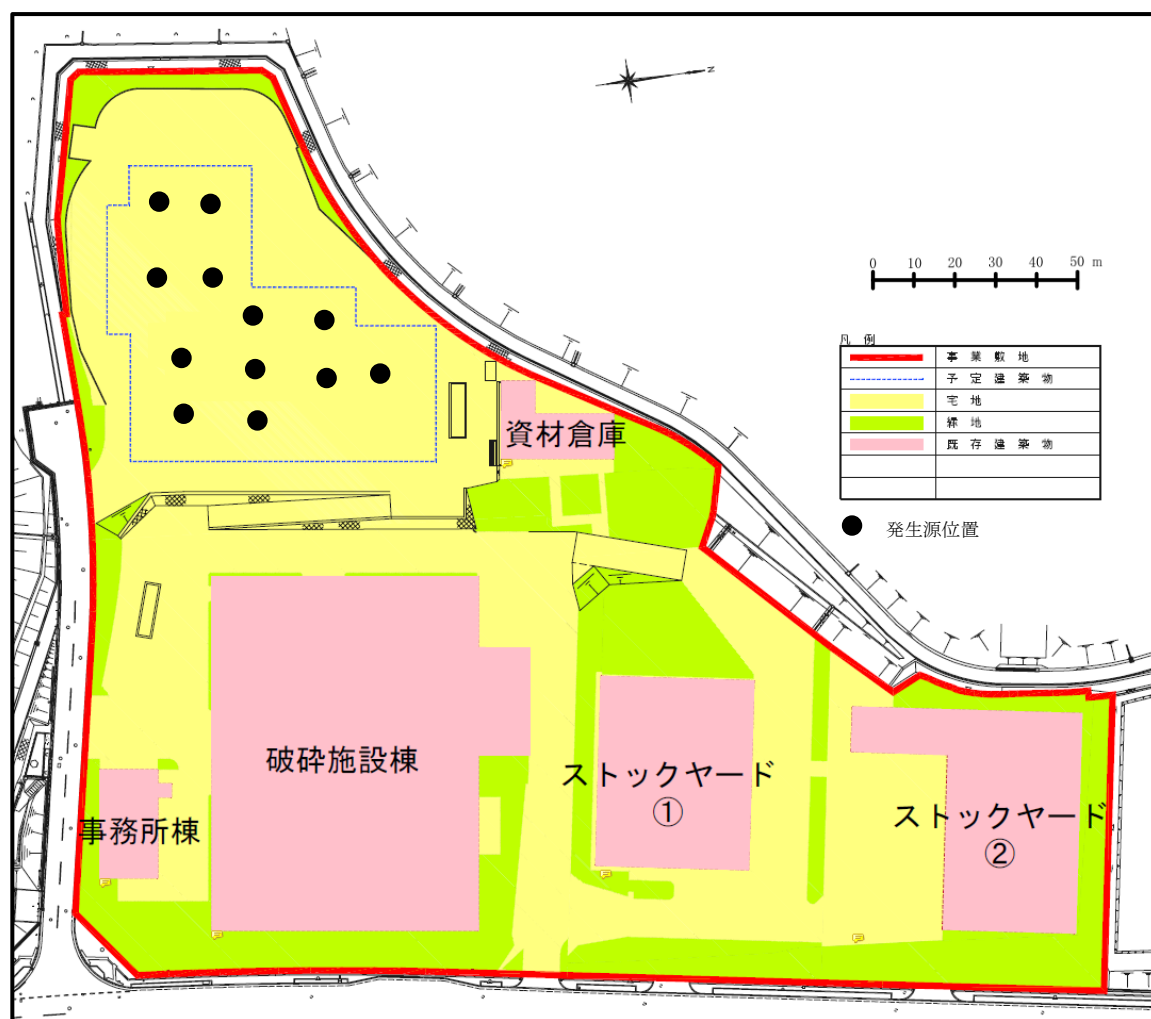 N
0 10 20 30 40 50 m
凡 例
事 業 敷 地
予 定 建 築 物
宅 地
緑 地
既 存 建 築 物
発生源位置
資材倉庫
破砕施設棟
ストックヤード
①
ストックヤード
②
事務所棟